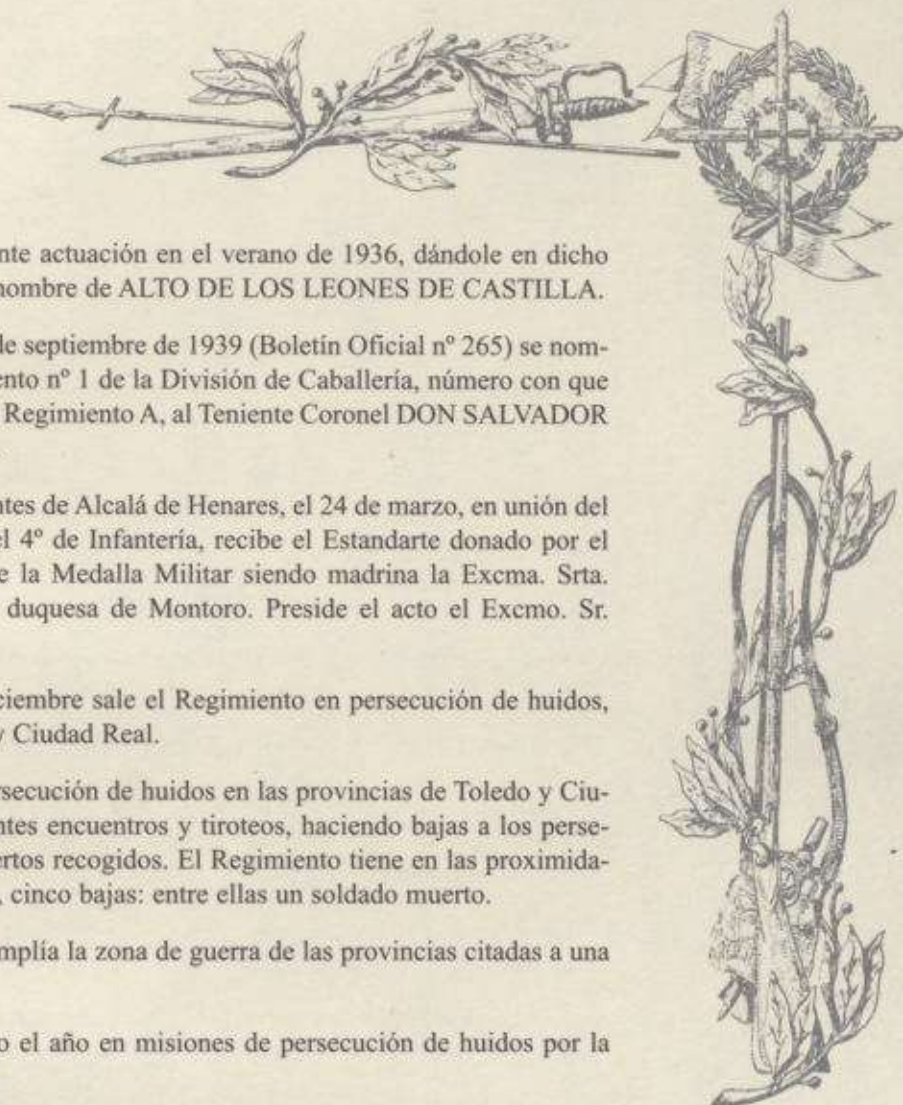 nte actuación en el verano de 1936, dándole en dicho
nombre de ALTO DE LOS LEONES DE CASTILLA.
de septiembre de 1939 (Boletín Oficial nº 265) se nom-
ento nº 1 de la División de Caballería, número con que
Regimiento A, al Teniente Coronel DON SALVADOR
ntes de Alcalá de Henares, el 24 de marzo, en unión del
el 4º de Infantería, recibe el Estandarte donado por el
e la Medalla Militar siendo madrina la Excma. Srta.
duquesa de Montoro. Preside el acto el Excmo. Sr.
ciembre sale el Regimiento en persecución de huidos,
y Ciudad Real.
rsecución de huidos en las provincias de Toledo y Ciu-
ntes encuentros y tiroteos, haciendo bajas a los perse-
ertos recogidos. El Regimiento tiene en las proximida-
, cinco bajas: entre ellas un soldado muerto.
mplía la zona de guerra de las provincias citadas a una
o el año en misiones de persecución de huidos por la